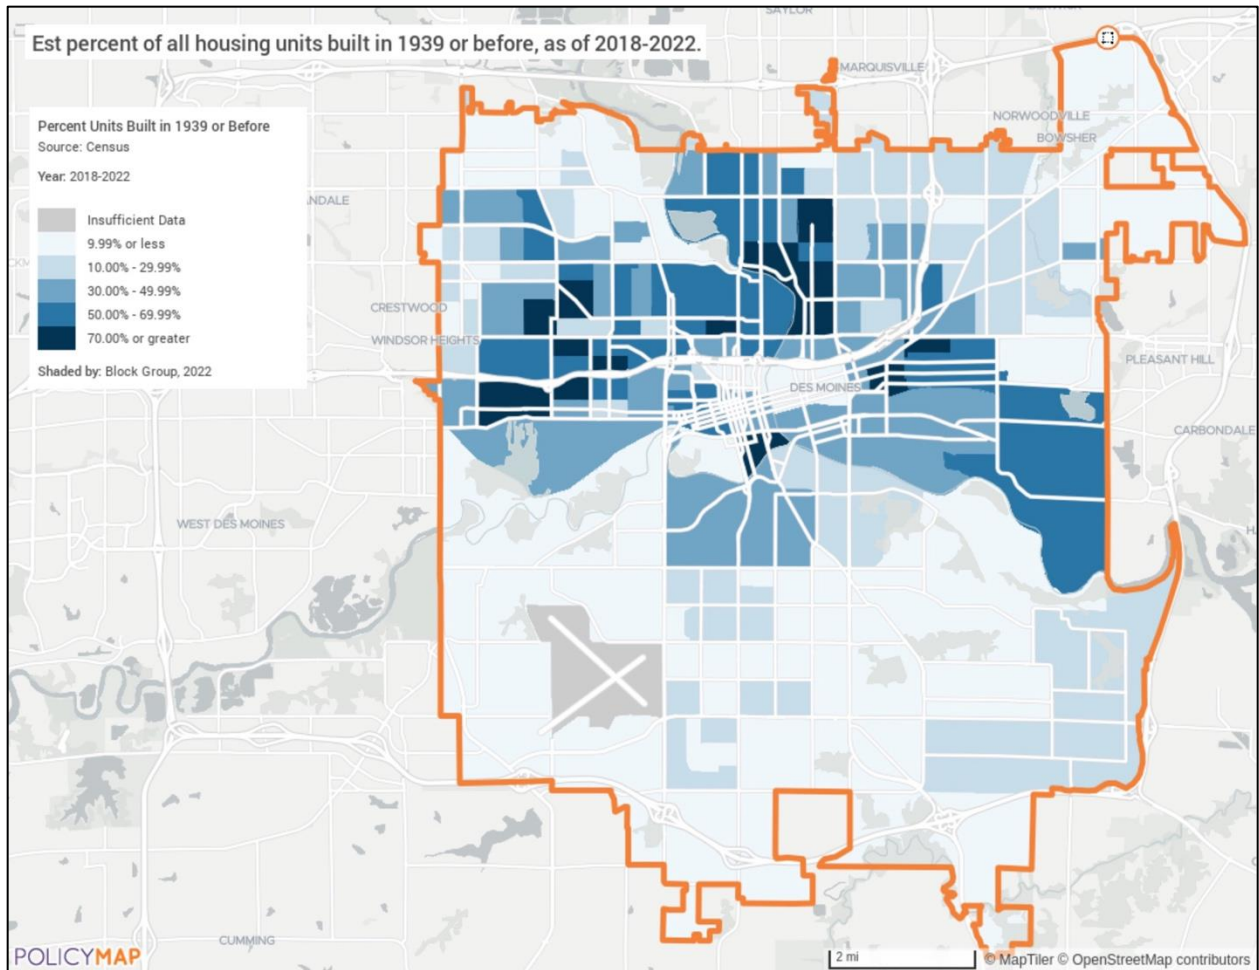 SAYLOR
Est percent of all housing units built in 1939 or before, as of 2018-2022.
MARQUISVILLE
Percent Units Built in 1939 or Before
Source: Census
Year: 2018-2022
Insufficient Data
9.99% or less
10.00% - 29.99%
30.00% - 49.99%
50.00% - 69.99%
70.00% or greater
Shaded by: Block Group, 2022
NORWOODVILLE
BOWSHER
NDALE
CRESTWOOD
WINDSOR HEIGHTS
PLEASANT HILL
DES MOINES
CARBONDALE
WEST DES MOINES
CUMMING
POLICYMAP
2 mi
© MapTiler © OpenStreetMap contributors